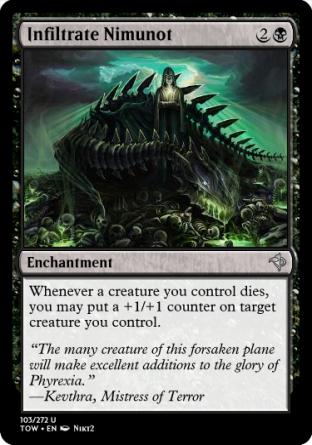 Infiltrate Nimunot 2
Enchantment
Whenever a creature you control dies,
you may put a +1/+1 counter on target
creature you control.
“The many creature of this forsaken plane
will make excellent additions to the glory of
Phyrexia.”
—Kevthra, Mistress of Terror
103/272 U
TOW • EN Nikt2